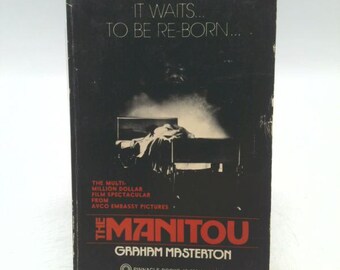 IT WAITS...
TO BE RE-BORN...
THE MULTI-
MILLION DOLLAR
FILM SPECTACULAR
FROM
AVCO EMBASSY PICTURES
THE MANITOU
GRAHAM MASTERTON